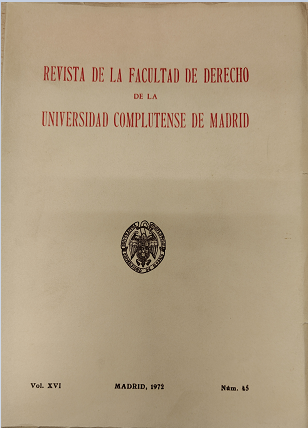 REVISTA DE LA FACULTAD DE DERECHO
DE LA
UNIVERSIDAD COMPLUTENSE DE MADRID
Vol. XVI MADRID, 1972 Núm. 45